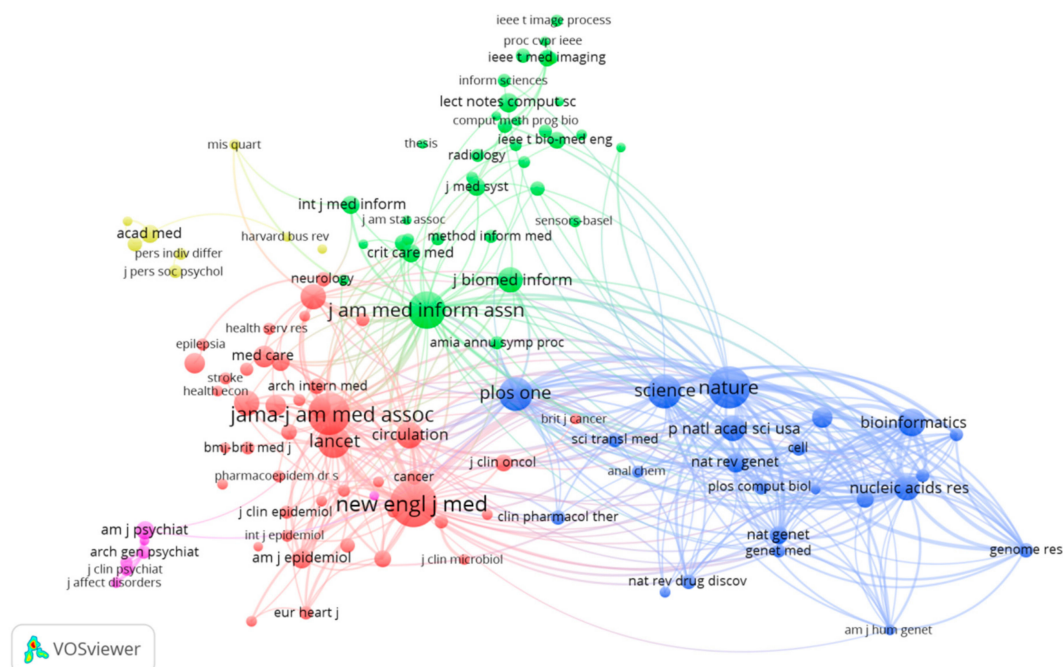 ieee t image process
proc cvpr ieee
ieee t med imaging
inform sciences
lect notes comput sc
comput meth prog bio
ieee t bio-med eng
thesis
mis quart
radiology
j med syst
int j med inform
j am stat assoc
sensors-basel
acad med
harvard bus rev
method inform med
pers indiv differ
crit care med
j pers soc psychol
neurology
j biomed inform
j am med inform assn
health serv res
epilepsia
amia annu symp proc
med care
stroke
arch intern med
health econ
plos one
science
nature
jama-j am med assoc
brit j cancer
p natl acad sci usa
bioinformatics
lancet
circulation
sci transl med
bmj-brit med j
cell
j clin oncol
nat rev genet
anal chem
pharmacoepidem dr s
cancer
plos comput biol
nucleic acids res
new engl j med
j clin epidemiol
clin pharmacol ther
am j psychiat
int j epidemiol
nat genet
arch gen psychiat
am j epidemiol
j clin microbiol
genet med
genome res
j clin psychiat
j affect disorders
nat rev drug discov
eur heart j
am j hum genet
VOSviewer